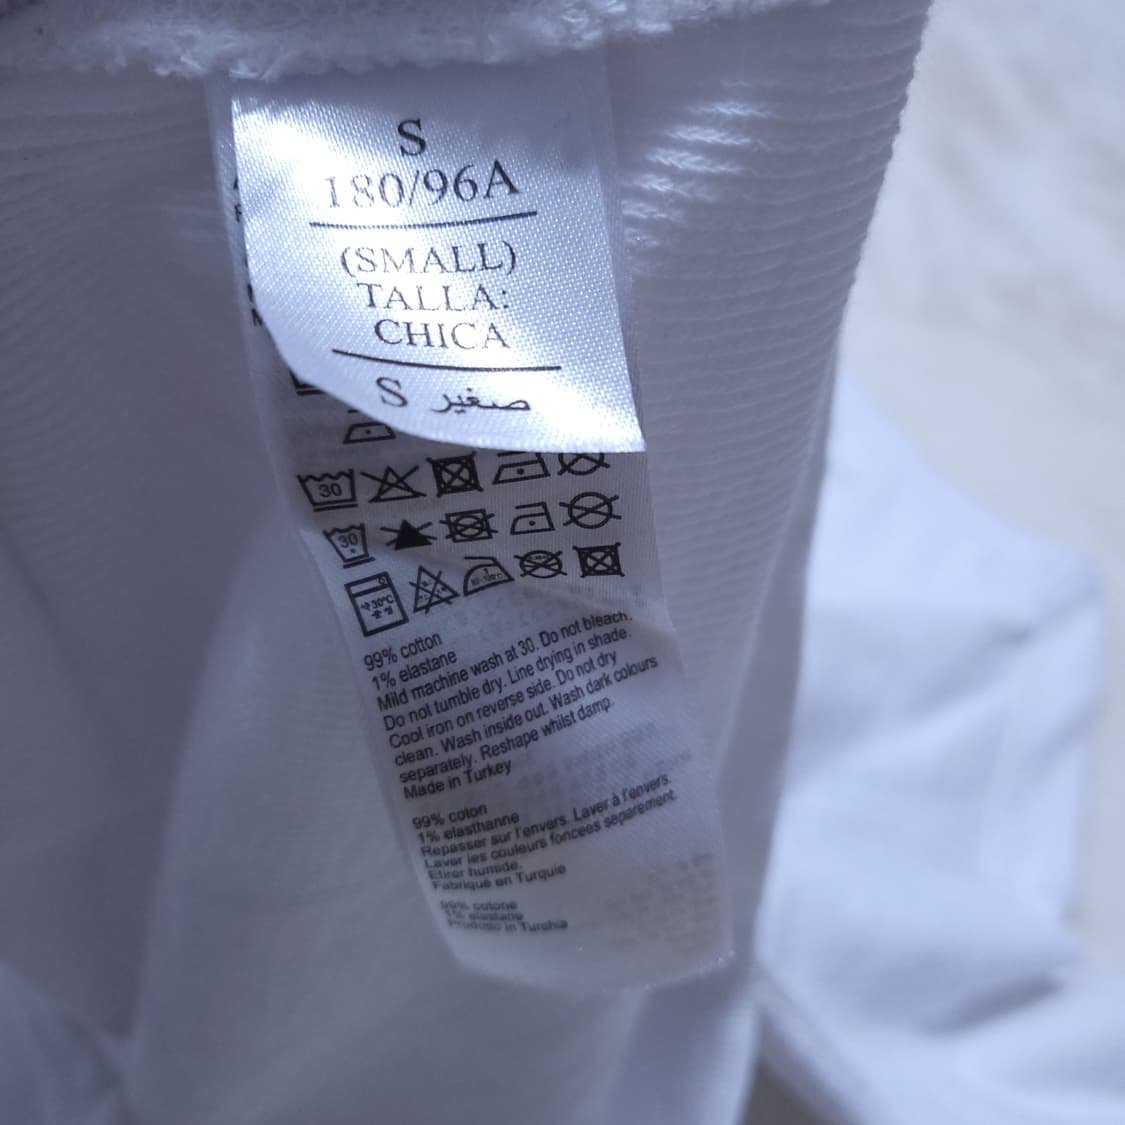 S
180/96A
(SMALL)
TALLA:
CHICA
S صغير
30
30
30°C
99% cotton
1% elastane
Mild machine wash at 30. Do not bleach.
Do not tumble dry. Line drying in shade.
Cool iron on reverse side. Do not dry
clean. Wash inside out. Wash dark colours
separately. Reshape whilst damp.
Made in Turkey
99% coton
1% elasthanne
Repasser sur l'envers. Laver à l'envers.
Laver les couleurs foncées séparément.
Etirer humide.
Fabriqué en Turquie
99% cotone
1% elastane
Prodotto in Turchia